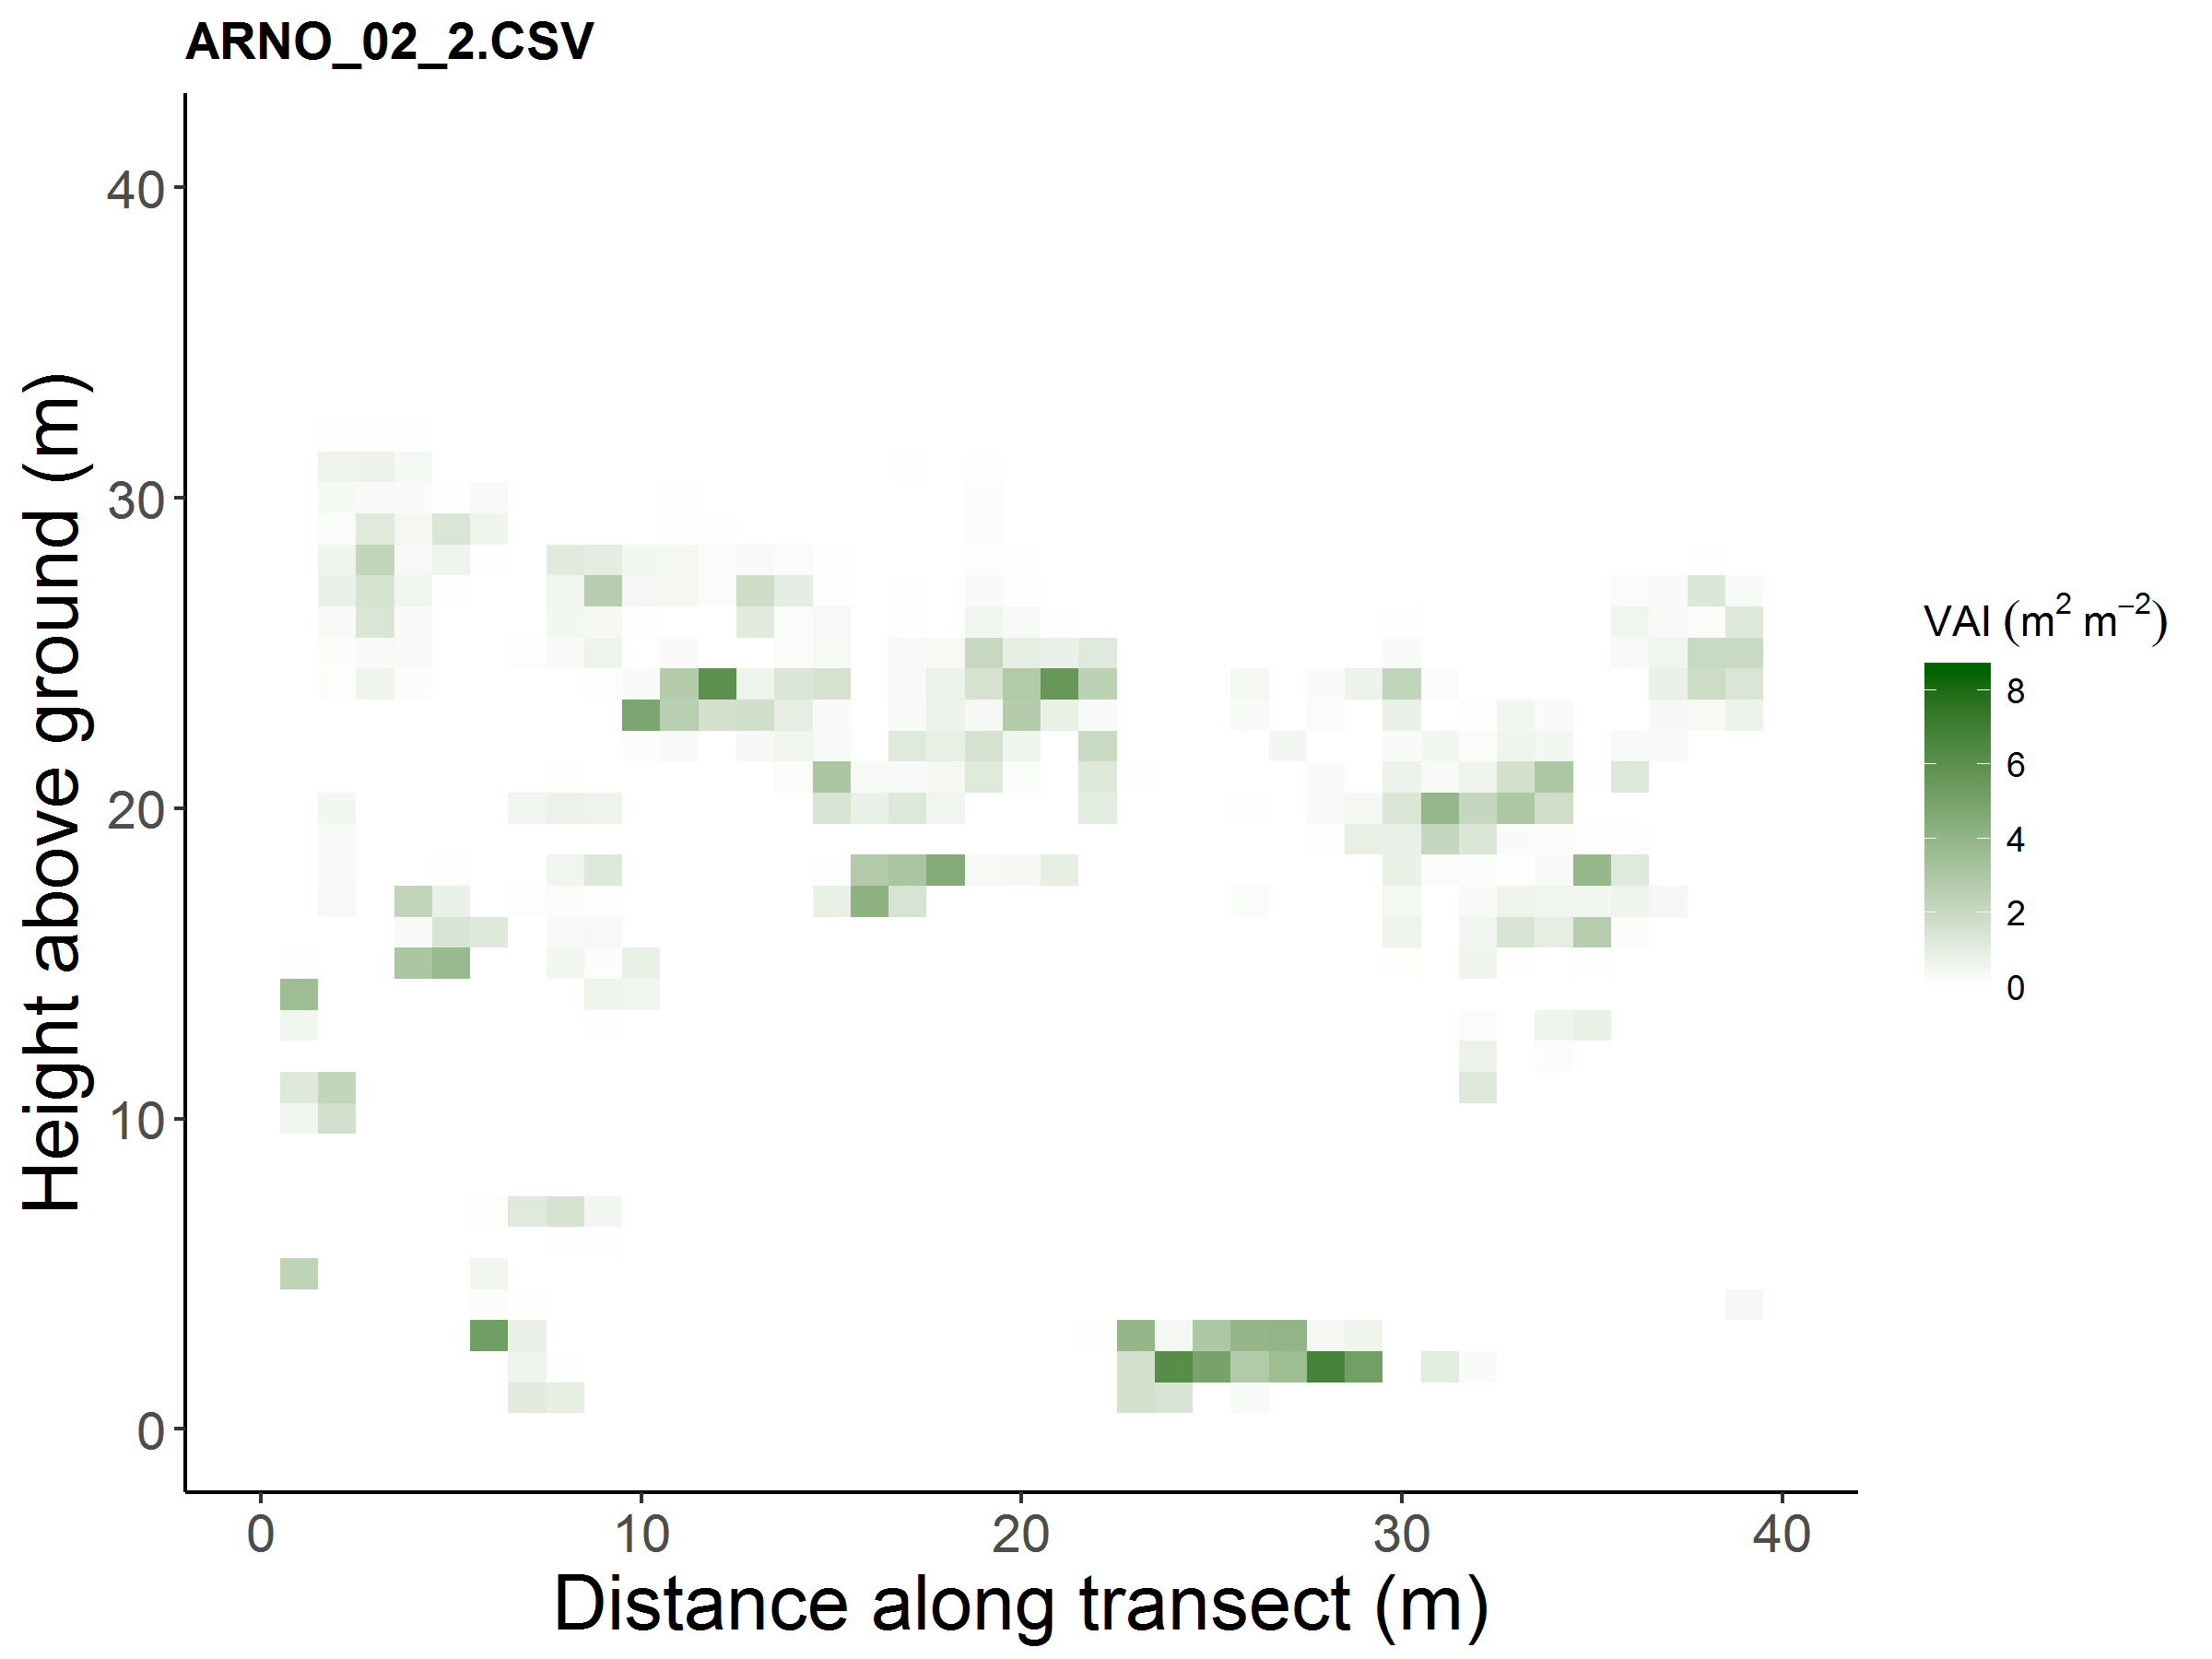 ARNO_02_2.CSV
Height above ground (m)
40
30
20
10
0
0 10 20 30 40
Distance along transect (m)
VAI (m² m⁻²)
8
6
4
2
0